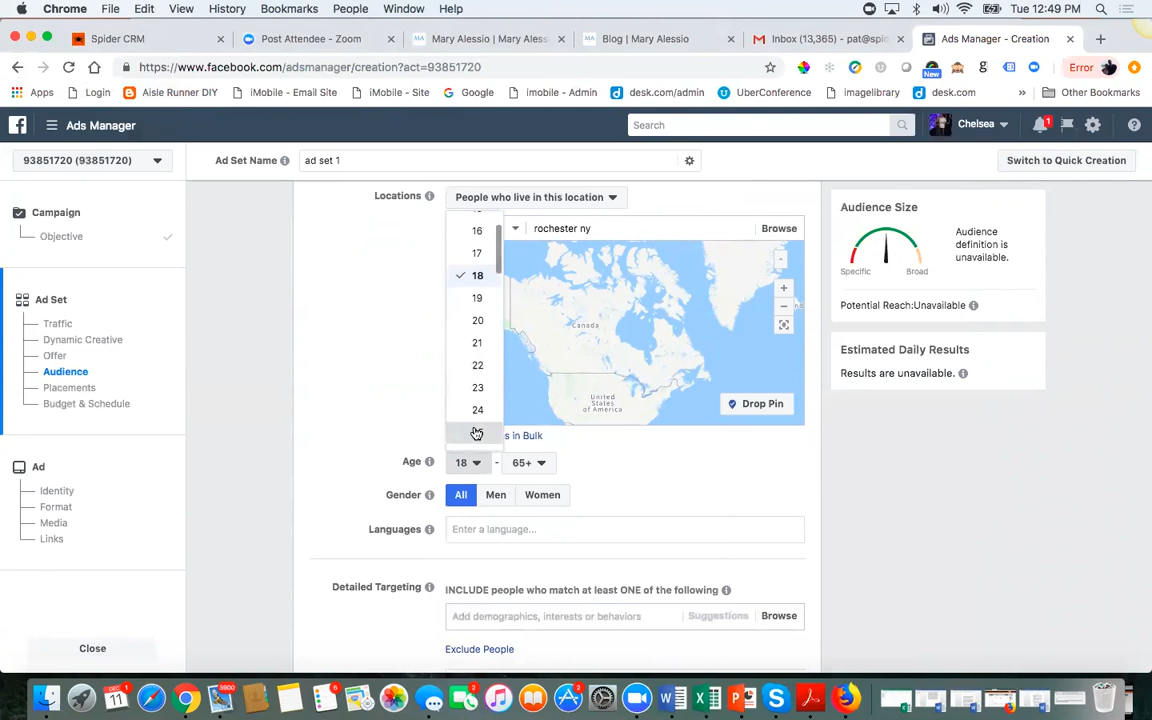 Chrome File Edit View History Bookmarks People Window Help Tue 12:49 PM
Spider CRM Post Attendee - Zoom Mary Alessio | Mary Aless Blog | Mary Alessio Inbox (13,365) - pat@spi Ads Manager - Creation
https://www.facebook.com/adsmanager/creation?act=93851720 New g Error
Apps Login Aisle Runner DIY iMobile - Email Site iMobile - Site Google imobile - Admin desk.com/admin UberConference imagelibrary desk.com » Other Bookmarks
Ads Manager Search Chelsea 1
93851720 (93851720) Ad Set Name ad set 1 Switch to Quick Creation
Campaign
Objective
Ad Set
Traffic
Dynamic Creative
Offer
Audience
Placements
Budget & Schedule
Ad
Identity
Format
Media
Links
Close
Locations People who live in this location
rochester ny Browse
16
17
18
19
20
21
22
23
24
Canada
United
States
of America
Drop Pin
s in Bulk
Age 18 - 65+
Gender All Men Women
Languages Enter a language...
Detailed Targeting INCLUDE people who match at least ONE of the following
Add demographics, interests or behaviors Suggestions Browse
Exclude People
Audience Size
Specific Broad
Audience
definition is
unavailable.
Potential Reach:Unavailable
Estimated Daily Results
Results are unavailable.